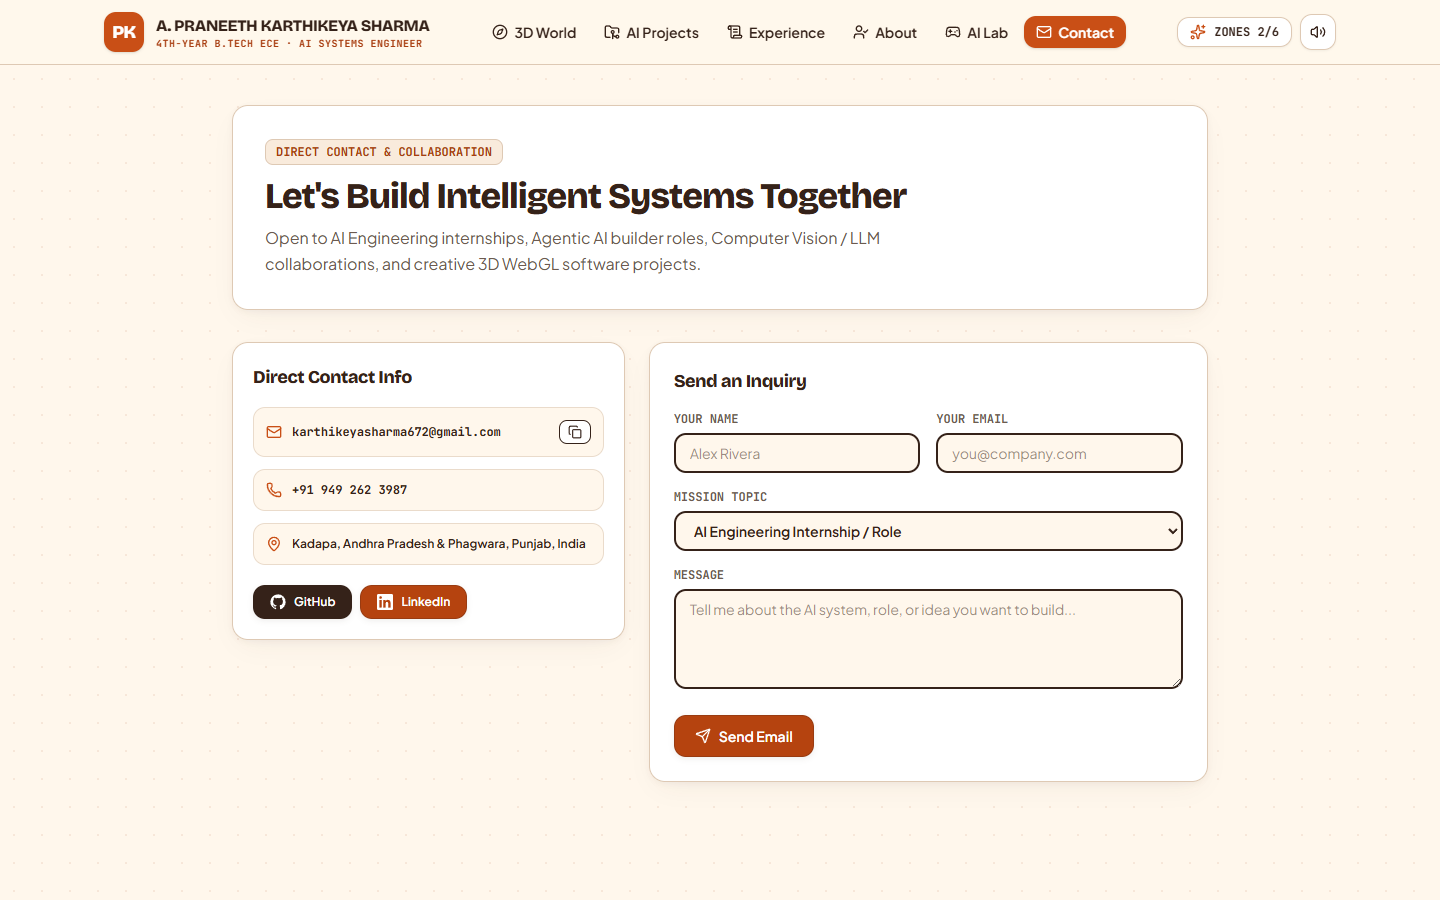 PK
A. PRANEETH KARTHIKEYA SHARMA
4TH-YEAR B.TECH ECE · AI SYSTEMS ENGINEER
3D World
AI Projects
Experience
About
AI Lab
Contact
ZONES 2/6
DIRECT CONTACT & COLLABORATION
Let's Build Intelligent Systems Together
Open to AI Engineering internships, Agentic AI builder roles, Computer Vision / LLM
collaborations, and creative 3D WebGL software projects.
Direct Contact Info
karthikeyasharma672@gmail.com
+91 949 262 3987
Kadapa, Andhra Pradesh & Phagwara, Punjab, India
GitHub
LinkedIn
Send an Inquiry
YOUR NAME
YOUR EMAIL
Alex Rivera
you@company.com
MISSION TOPIC
AI Engineering Internship / Role
MESSAGE
Tell me about the AI system, role, or idea you want to build...
Send Email